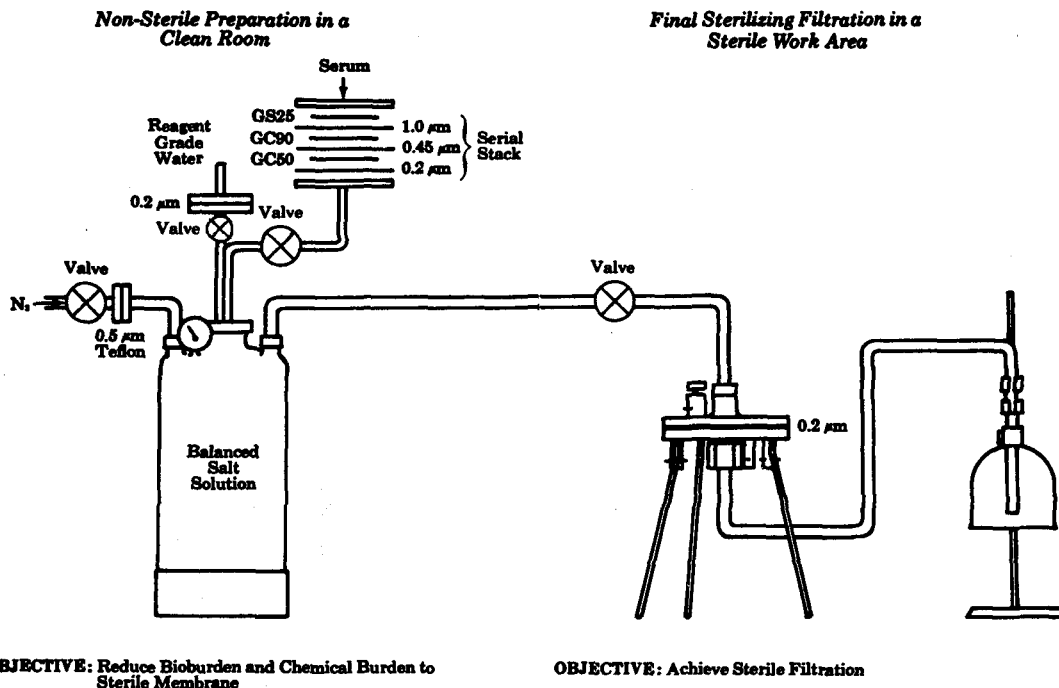 Non-Sterile Preparation in a
Clean Room
Final Sterilizing Filtration in a
Sterile Work Area
Serum
GS25
GC90
GC50
1.0 μm
0.45 μm
0.2 μm
Serial
Stack
Reagent
Grade
Water
0.2 μm
Valve
Valve
Valve
N₂
0.5 μm
Teflon
Valve
0.2 μm
Balanced
Salt
Solution
BJECTIVE: Reduce Bioburden and Chemical Burden to
Sterile Membrane
OBJECTIVE: Achieve Sterile Filtration